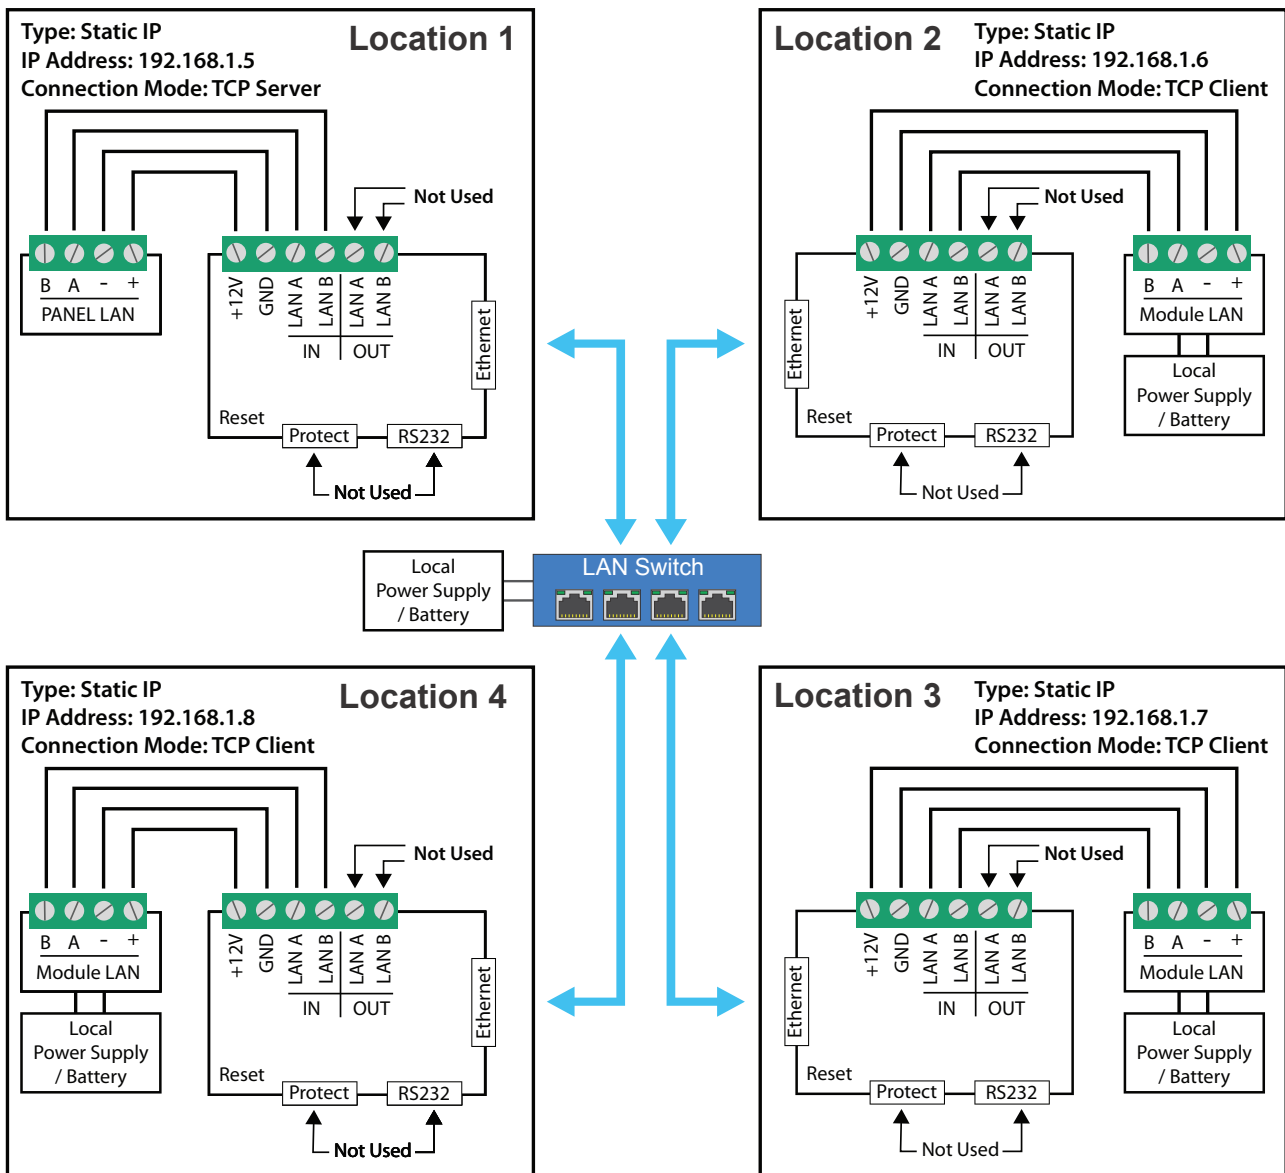 Type: Static IP
IP Address: 192.168.1.5
Connection Mode: TCP Server
Location 1
Not Used
B A - +
PANEL LAN
+12V
GND
LAN A
LAN B
LAN A
LAN B
IN OUT
Ethernet
Reset
Protect
RS232
Not Used
Location 2
Type: Static IP
IP Address: 192.168.1.6
Connection Mode: TCP Client
Not Used
+12V
GND
LAN A
LAN B
LAN A
LAN B
IN OUT
Ethernet
Reset
Protect
RS232
Not Used
B A - +
Module LAN
Local
Power Supply
/ Battery
Local
Power Supply
/ Battery
LAN Switch
Type: Static IP
IP Address: 192.168.1.8
Connection Mode: TCP Client
Location 4
Not Used
B A - +
Module LAN
Local
Power Supply
/ Battery
+12V
GND
LAN A
LAN B
LAN A
LAN B
IN OUT
Ethernet
Reset
Protect
RS232
Not Used
Location 3
Type: Static IP
IP Address: 192.168.1.7
Connection Mode: TCP Client
Not Used
+12V
GND
LAN A
LAN B
LAN A
LAN B
IN OUT
Ethernet
Reset
Protect
RS232
Not Used
B A - +
Module LAN
Local
Power Supply
/ Battery